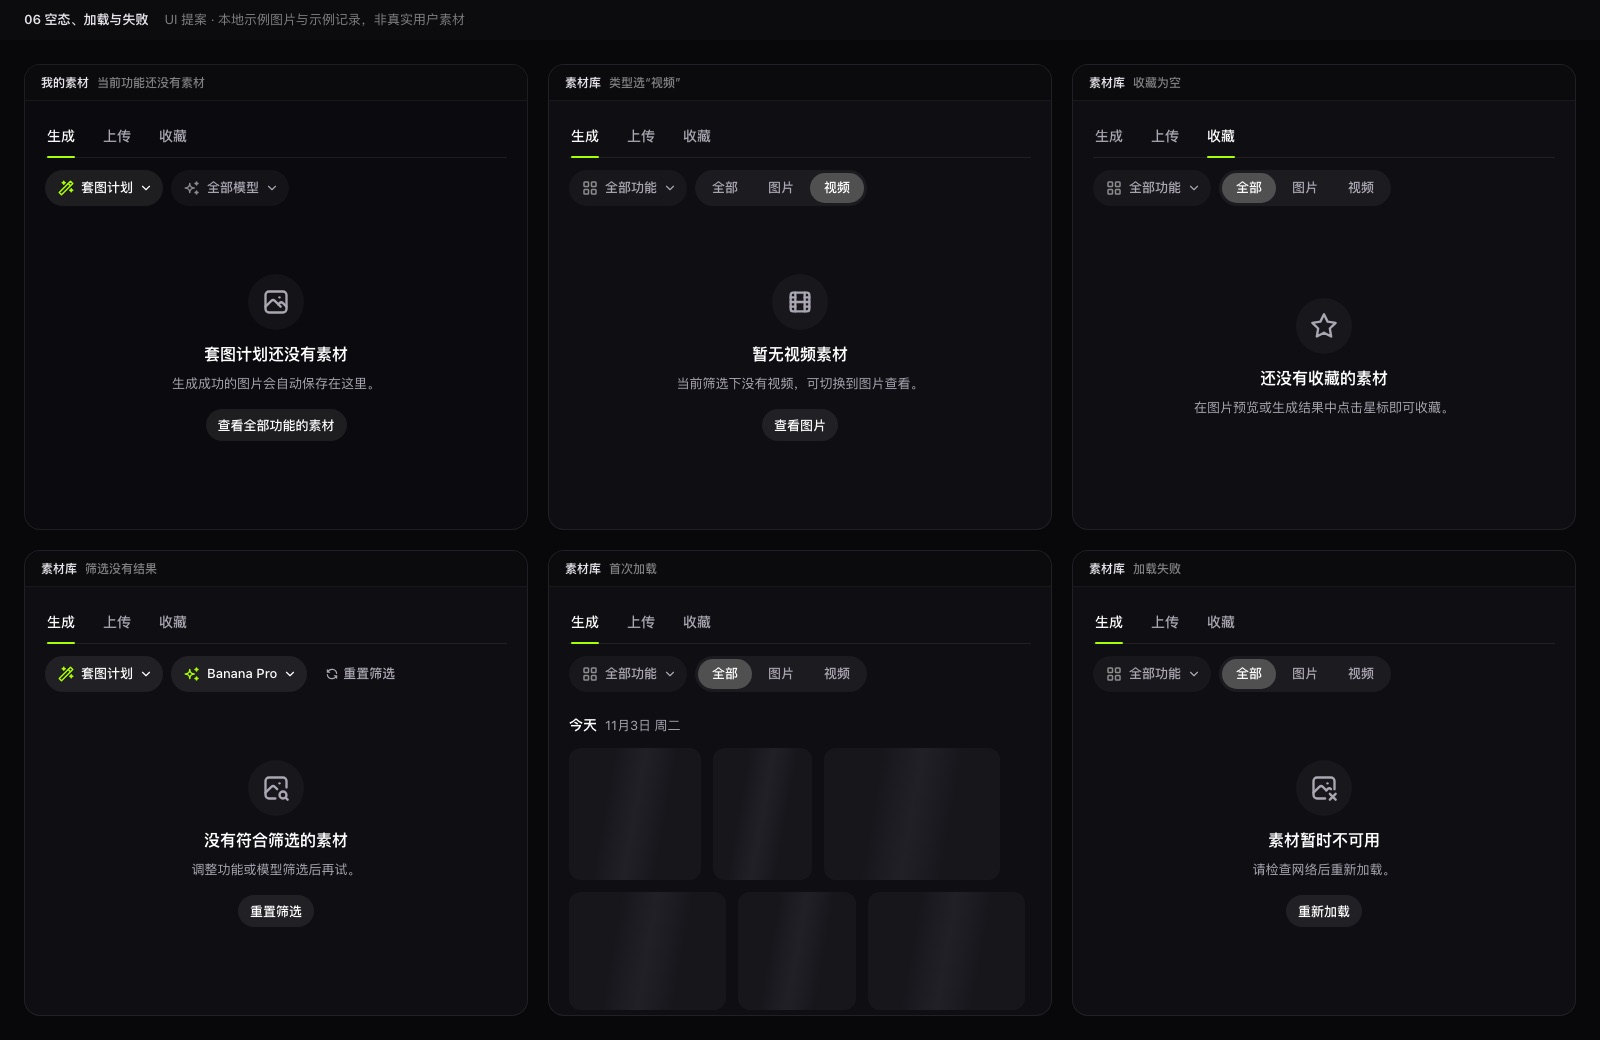 06 空态、加载与失败 UI 提案 · 本地示例图片与示例记录，非真实用户素材
我的素材 当前功能还没有素材
生成 上传 收藏
套图计划 全部模型
套图计划还没有素材
生成成功的图片会自动保存在这里。
查看全部功能的素材
素材库 类型选“视频”
生成 上传 收藏
全部功能 全部 图片 视频
暂无视频素材
当前筛选下没有视频，可切换到图片查看。
查看图片
素材库 收藏为空
生成 上传 收藏
全部功能 全部 图片 视频
还没有收藏的素材
在图片预览或生成结果中点击星标即可收藏。
素材库 筛选没有结果
生成 上传 收藏
套图计划 Banana Pro 重置筛选
没有符合筛选的素材
调整功能或模型筛选后再试。
重置筛选
素材库 首次加载
生成 上传 收藏
全部功能 全部 图片 视频
今天 11月3日 周二
素材库 加载失败
生成 上传 收藏
全部功能 全部 图片 视频
素材暂时不可用
请检查网络后重新加载。
重新加载